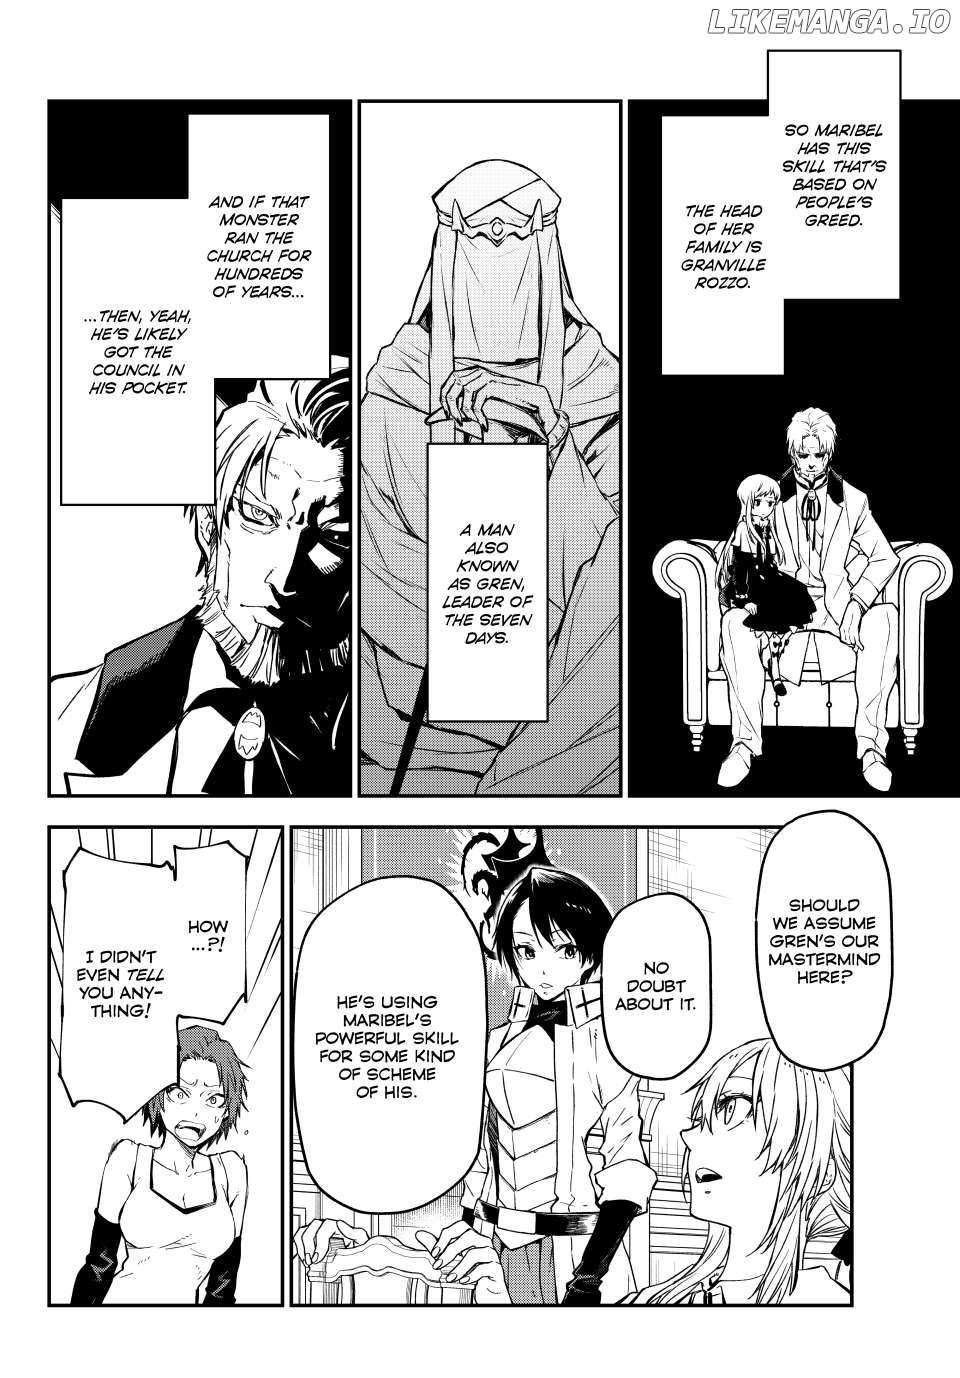 LIKEMANGA.IO
SO MARIBEL
HAS THIS
SKILL THAT'S
BASED ON
PEOPLE'S
GREED.
THE HEAD
OF HER
FAMILY IS
GRANVILLE
ROZZO.
A MAN
ALSO
KNOWN
AS GREN,
LEADER OF
THE SEVEN
DAYS.
AND IF THAT
MONSTER
RAN THE
CHURCH FOR
HUNDREDS
OF YEARS...
...THEN, YEAH,
HE'S LIKELY
GOT THE
COUNCIL IN
HIS POCKET.
SHOULD
WE ASSUME
GREN'S OUR
MASTERMIND
HERE?
NO
DOUBT
ABOUT IT.
HE'S USING
MARIBEL'S
POWERFUL SKILL
FOR SOME KIND
OF SCHEME
OF HIS.
HOW
...?!
I DIDN'T
EVEN TELL
YOU ANY-
THING!